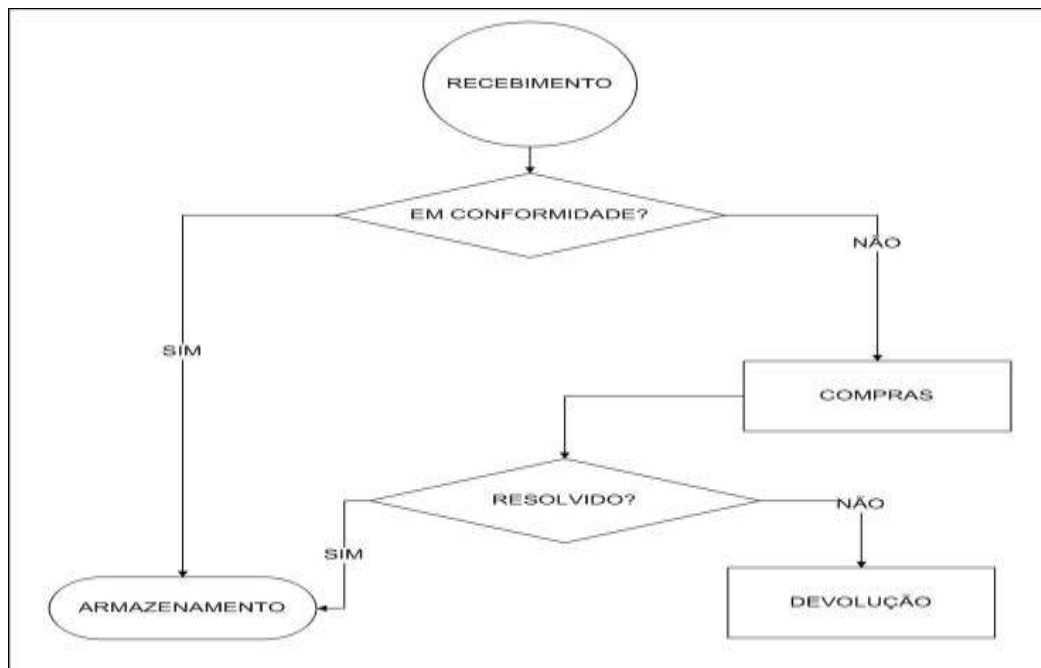 RECEBIMENTO
EM CONFORMIDADE?
NÃO
SIM
COMPRAS
RESOLVIDO?
NÃO
SIM
ARMAZENAMENTO
DEVOLUÇÃO